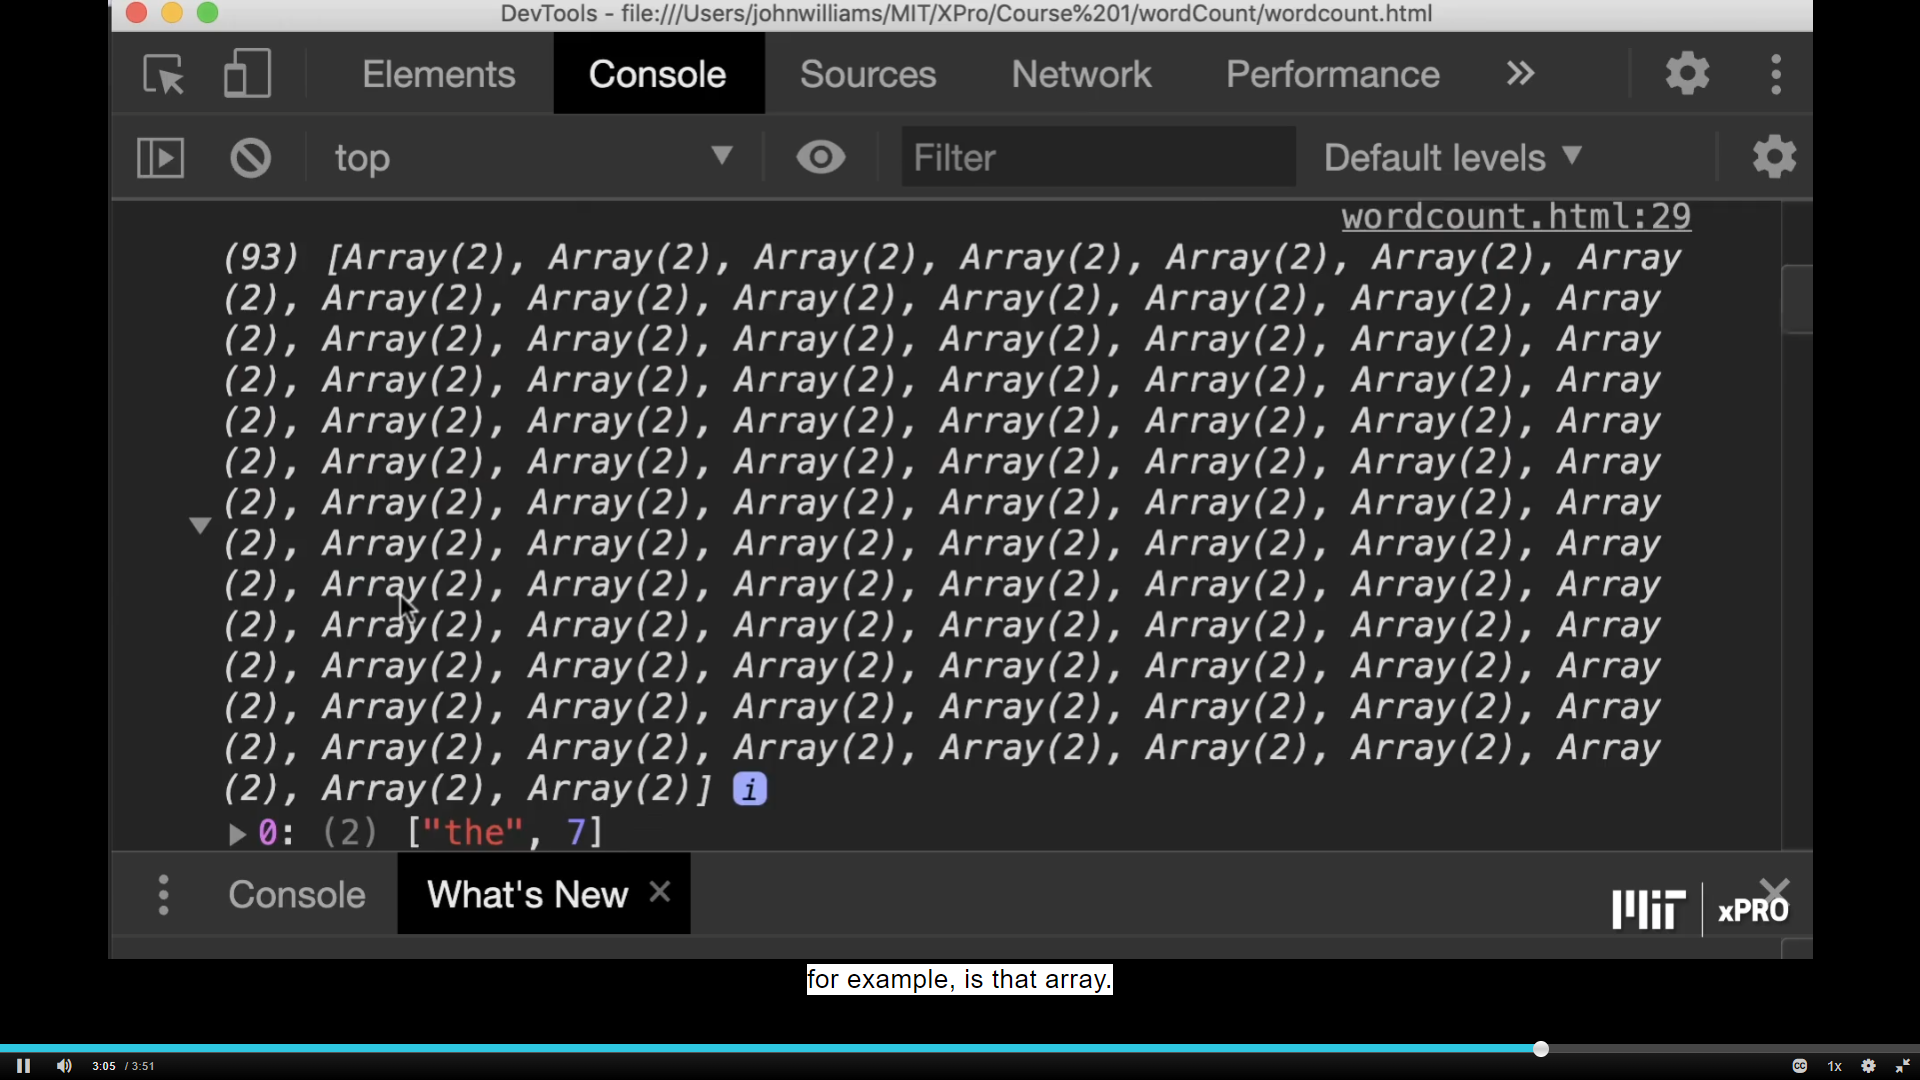 DevTools - file:///Users/johnwilliams/MIT/XPro/Course%201/wordCount/wordcount.html
Elements Console Sources Network Performance »
top Filter Default levels
wordcount.html:29
(93) [Array(2), Array(2), Array(2), Array(2), Array(2), Array(2), Array
(2), Array(2), Array(2), Array(2), Array(2), Array(2), Array(2), Array
(2), Array(2), Array(2), Array(2), Array(2), Array(2), Array(2), Array
(2), Array(2), Array(2), Array(2), Array(2), Array(2), Array(2), Array
(2), Array(2), Array(2), Array(2), Array(2), Array(2), Array(2), Array
(2), Array(2), Array(2), Array(2), Array(2), Array(2), Array(2), Array
(2), Array(2), Array(2), Array(2), Array(2), Array(2), Array(2), Array
(2), Array(2), Array(2), Array(2), Array(2), Array(2), Array(2), Array
(2), Array(2), Array(2), Array(2), Array(2), Array(2), Array(2), Array
(2), Array(2), Array(2), Array(2), Array(2), Array(2), Array(2), Array
(2), Array(2), Array(2), Array(2), Array(2), Array(2), Array(2), Array
(2), Array(2), Array(2), Array(2), Array(2), Array(2), Array(2), Array
(2), Array(2), Array(2), Array(2), Array(2), Array(2), Array(2), Array
(2), Array(2), Array(2)] i
0: (2) ["the", 7]
Console What's New
MIT xPRO
for example, is that array.
3:05 / 3:51 CC 1x